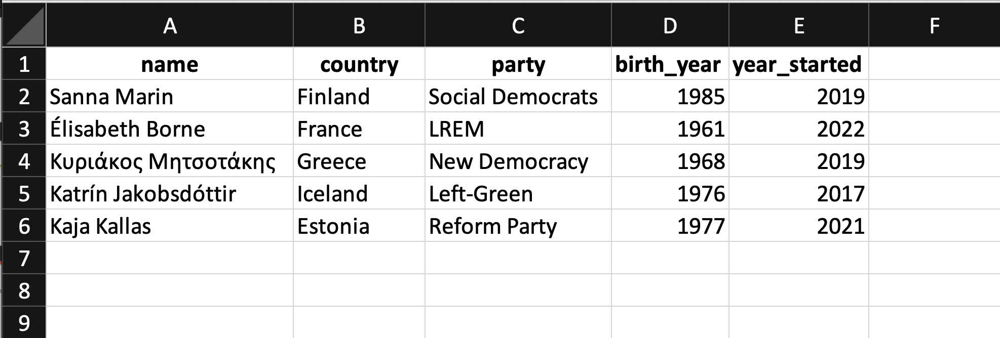 A B C D E F
1 name country party birth_year year_started
2 Sanna Marin Finland Social Democrats 1985 2019
3 Élisabeth Borne France LREM 1961 2022
4 Κυριάκος Μητσοτάκης Greece New Democracy 1968 2019
5 Katrín Jakobsdóttir Iceland Left-Green 1976 2017
6 Kaja Kallas Estonia Reform Party 1977 2021
7
8
9